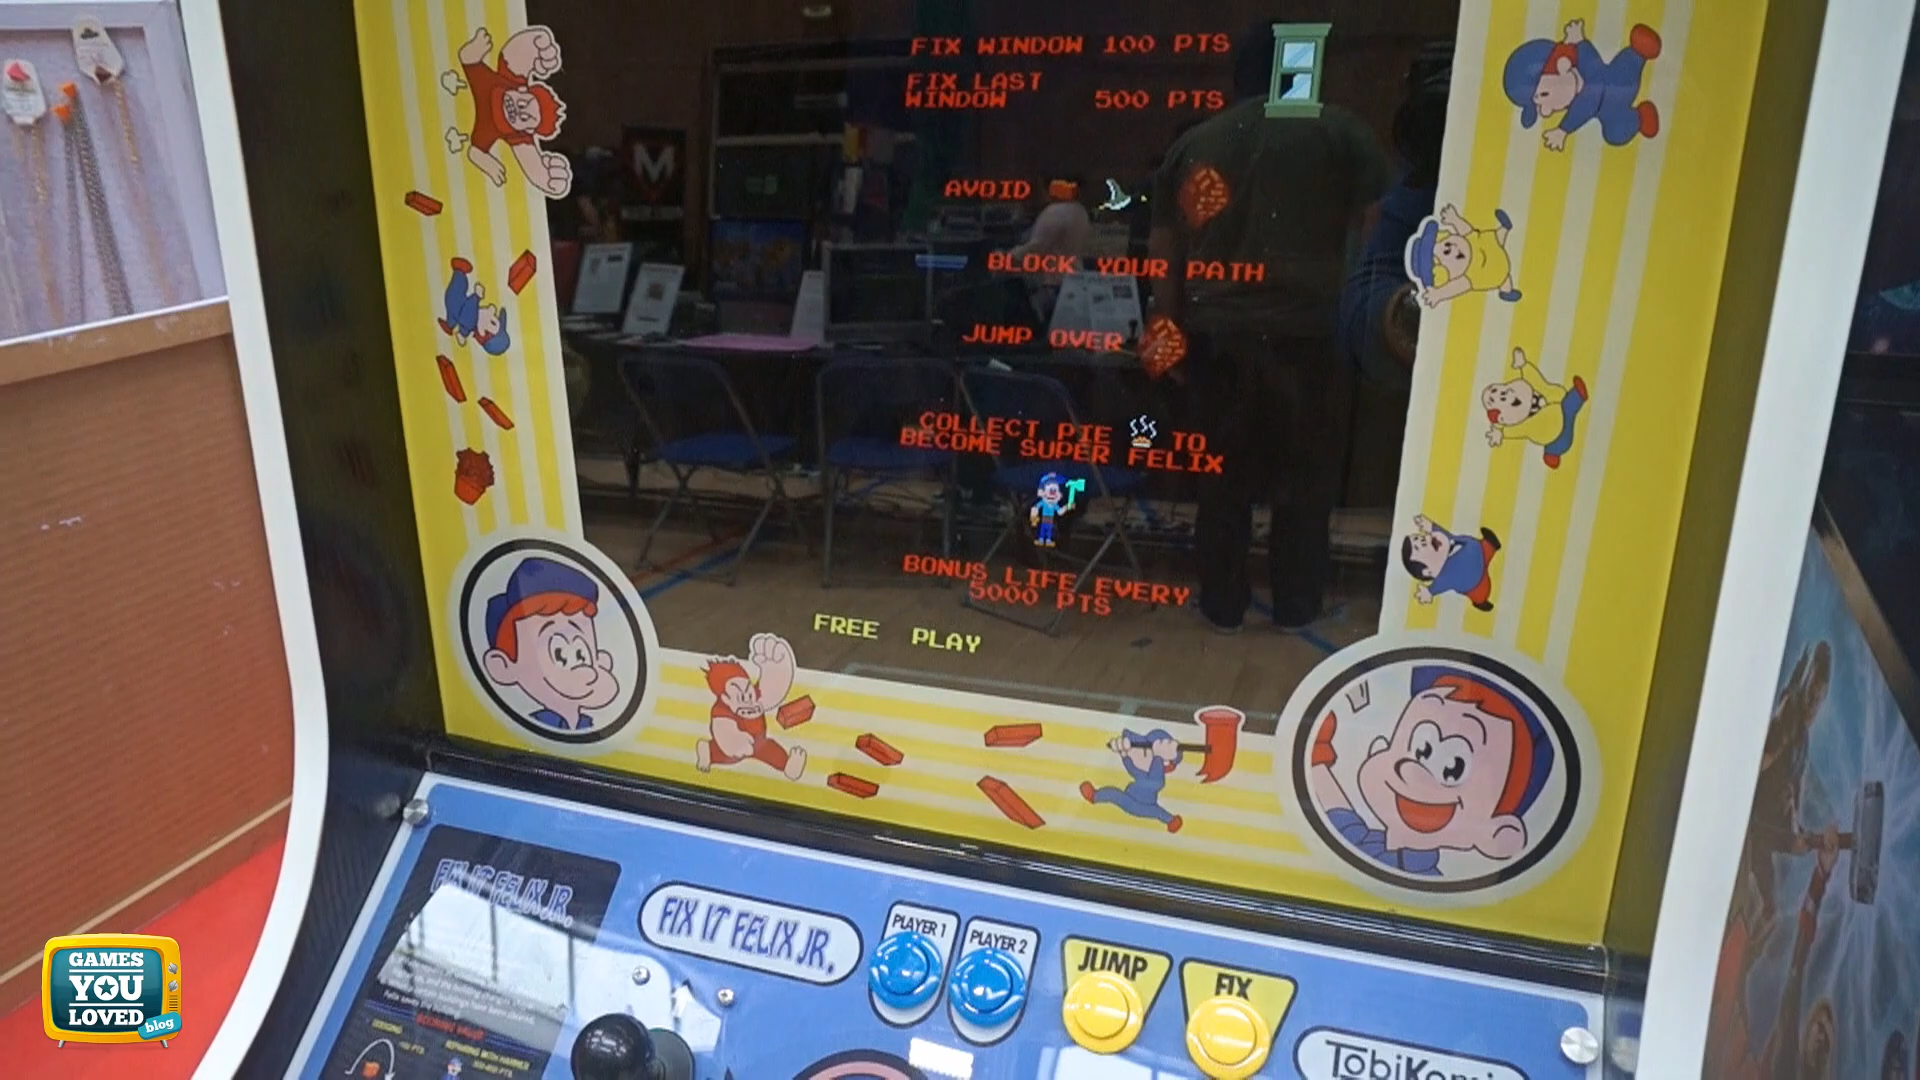 FIX WINDOW 100 PTS
FIX LAST
WINDOW 500 PTS
AVOID
BLOCK YOUR PATH
JUMP OVER
COLLECT PIE TO
BECOME SUPER FELIX
BONUS LIFE EVERY
5000 PTS
FREE PLAY
M
FIX IT FELIX JR.
FIX IT FELIX JR.
PLAYER 1
PLAYER 2
JUMP
FIX
GAMES
YOU
LOVED
blog